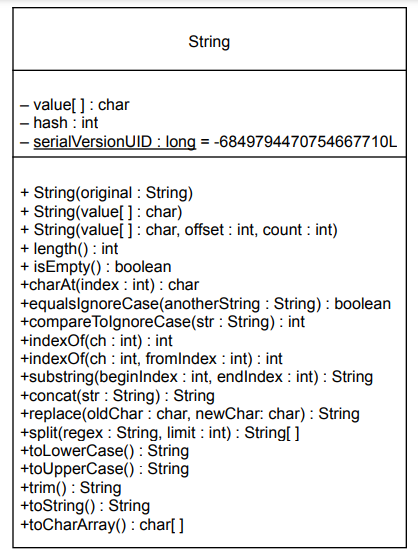 String
– value[ ] : char
– hash : int
– serialVersionUID : long = -6849794470754667710L
+ String(original : String)
+ String(value[ ] : char)
+ String(value[ ] : char, offset : int, count : int)
+ length() : int
+ isEmpty() : boolean
+charAt(index : int) : char
+equalsIgnoreCase(anotherString : String) : boolean
+compareToIgnoreCase(str : String) : int
+indexOf(ch : int) : int
+indexOf(ch : int, fromIndex : int) : int
+substring(beginIndex : int, endIndex : int) : String
+concat(str : String) : String
+replace(oldChar : char, newChar: char) : String
+split(regex : String, limit : int) : String[ ]
+toLowerCase() : String
+toUpperCase() : String
+trim() : String
+toString() : String
+toCharArray() : char[ ]